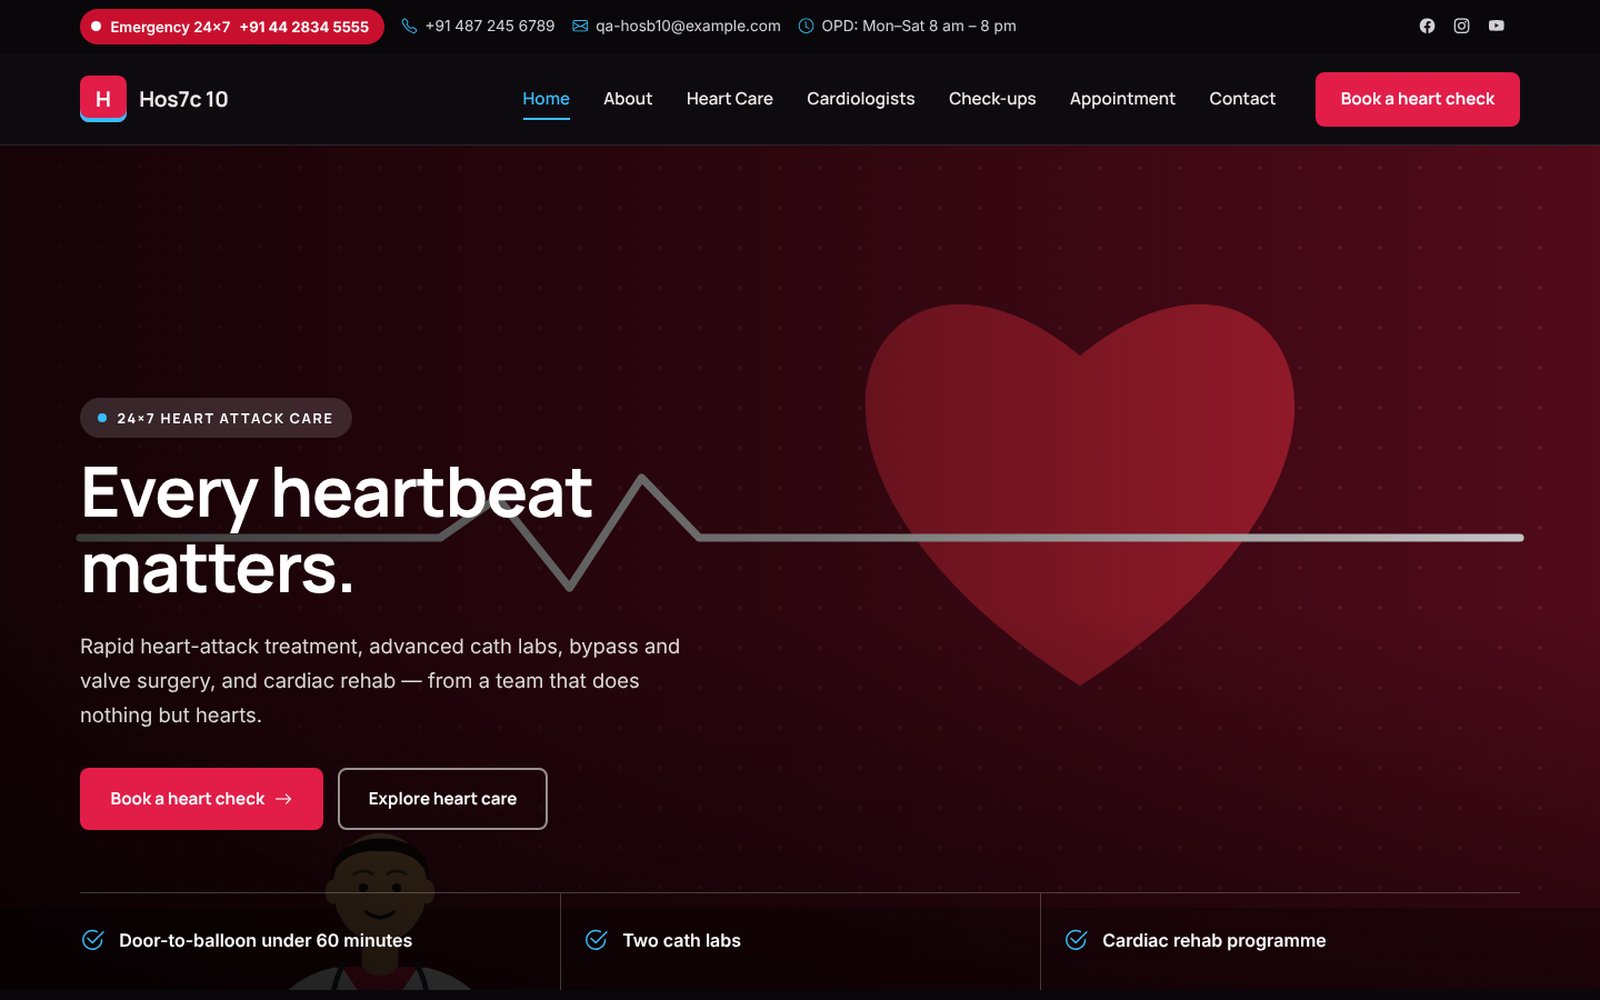 Emergency 24×7 +91 44 2834 5555
+91 487 245 6789
qa-hosb10@example.com
OPD: Mon–Sat 8 am – 8 pm
H
Hos7c 10
Home
About
Heart Care
Cardiologists
Check-ups
Appointment
Contact
Book a heart check
24×7 HEART ATTACK CARE
Every heartbeat
matters.
Rapid heart-attack treatment, advanced cath labs, bypass and
valve surgery, and cardiac rehab — from a team that does
nothing but hearts.
Book a heart check →
Explore heart care
Door-to-balloon under 60 minutes
Two cath labs
Cardiac rehab programme